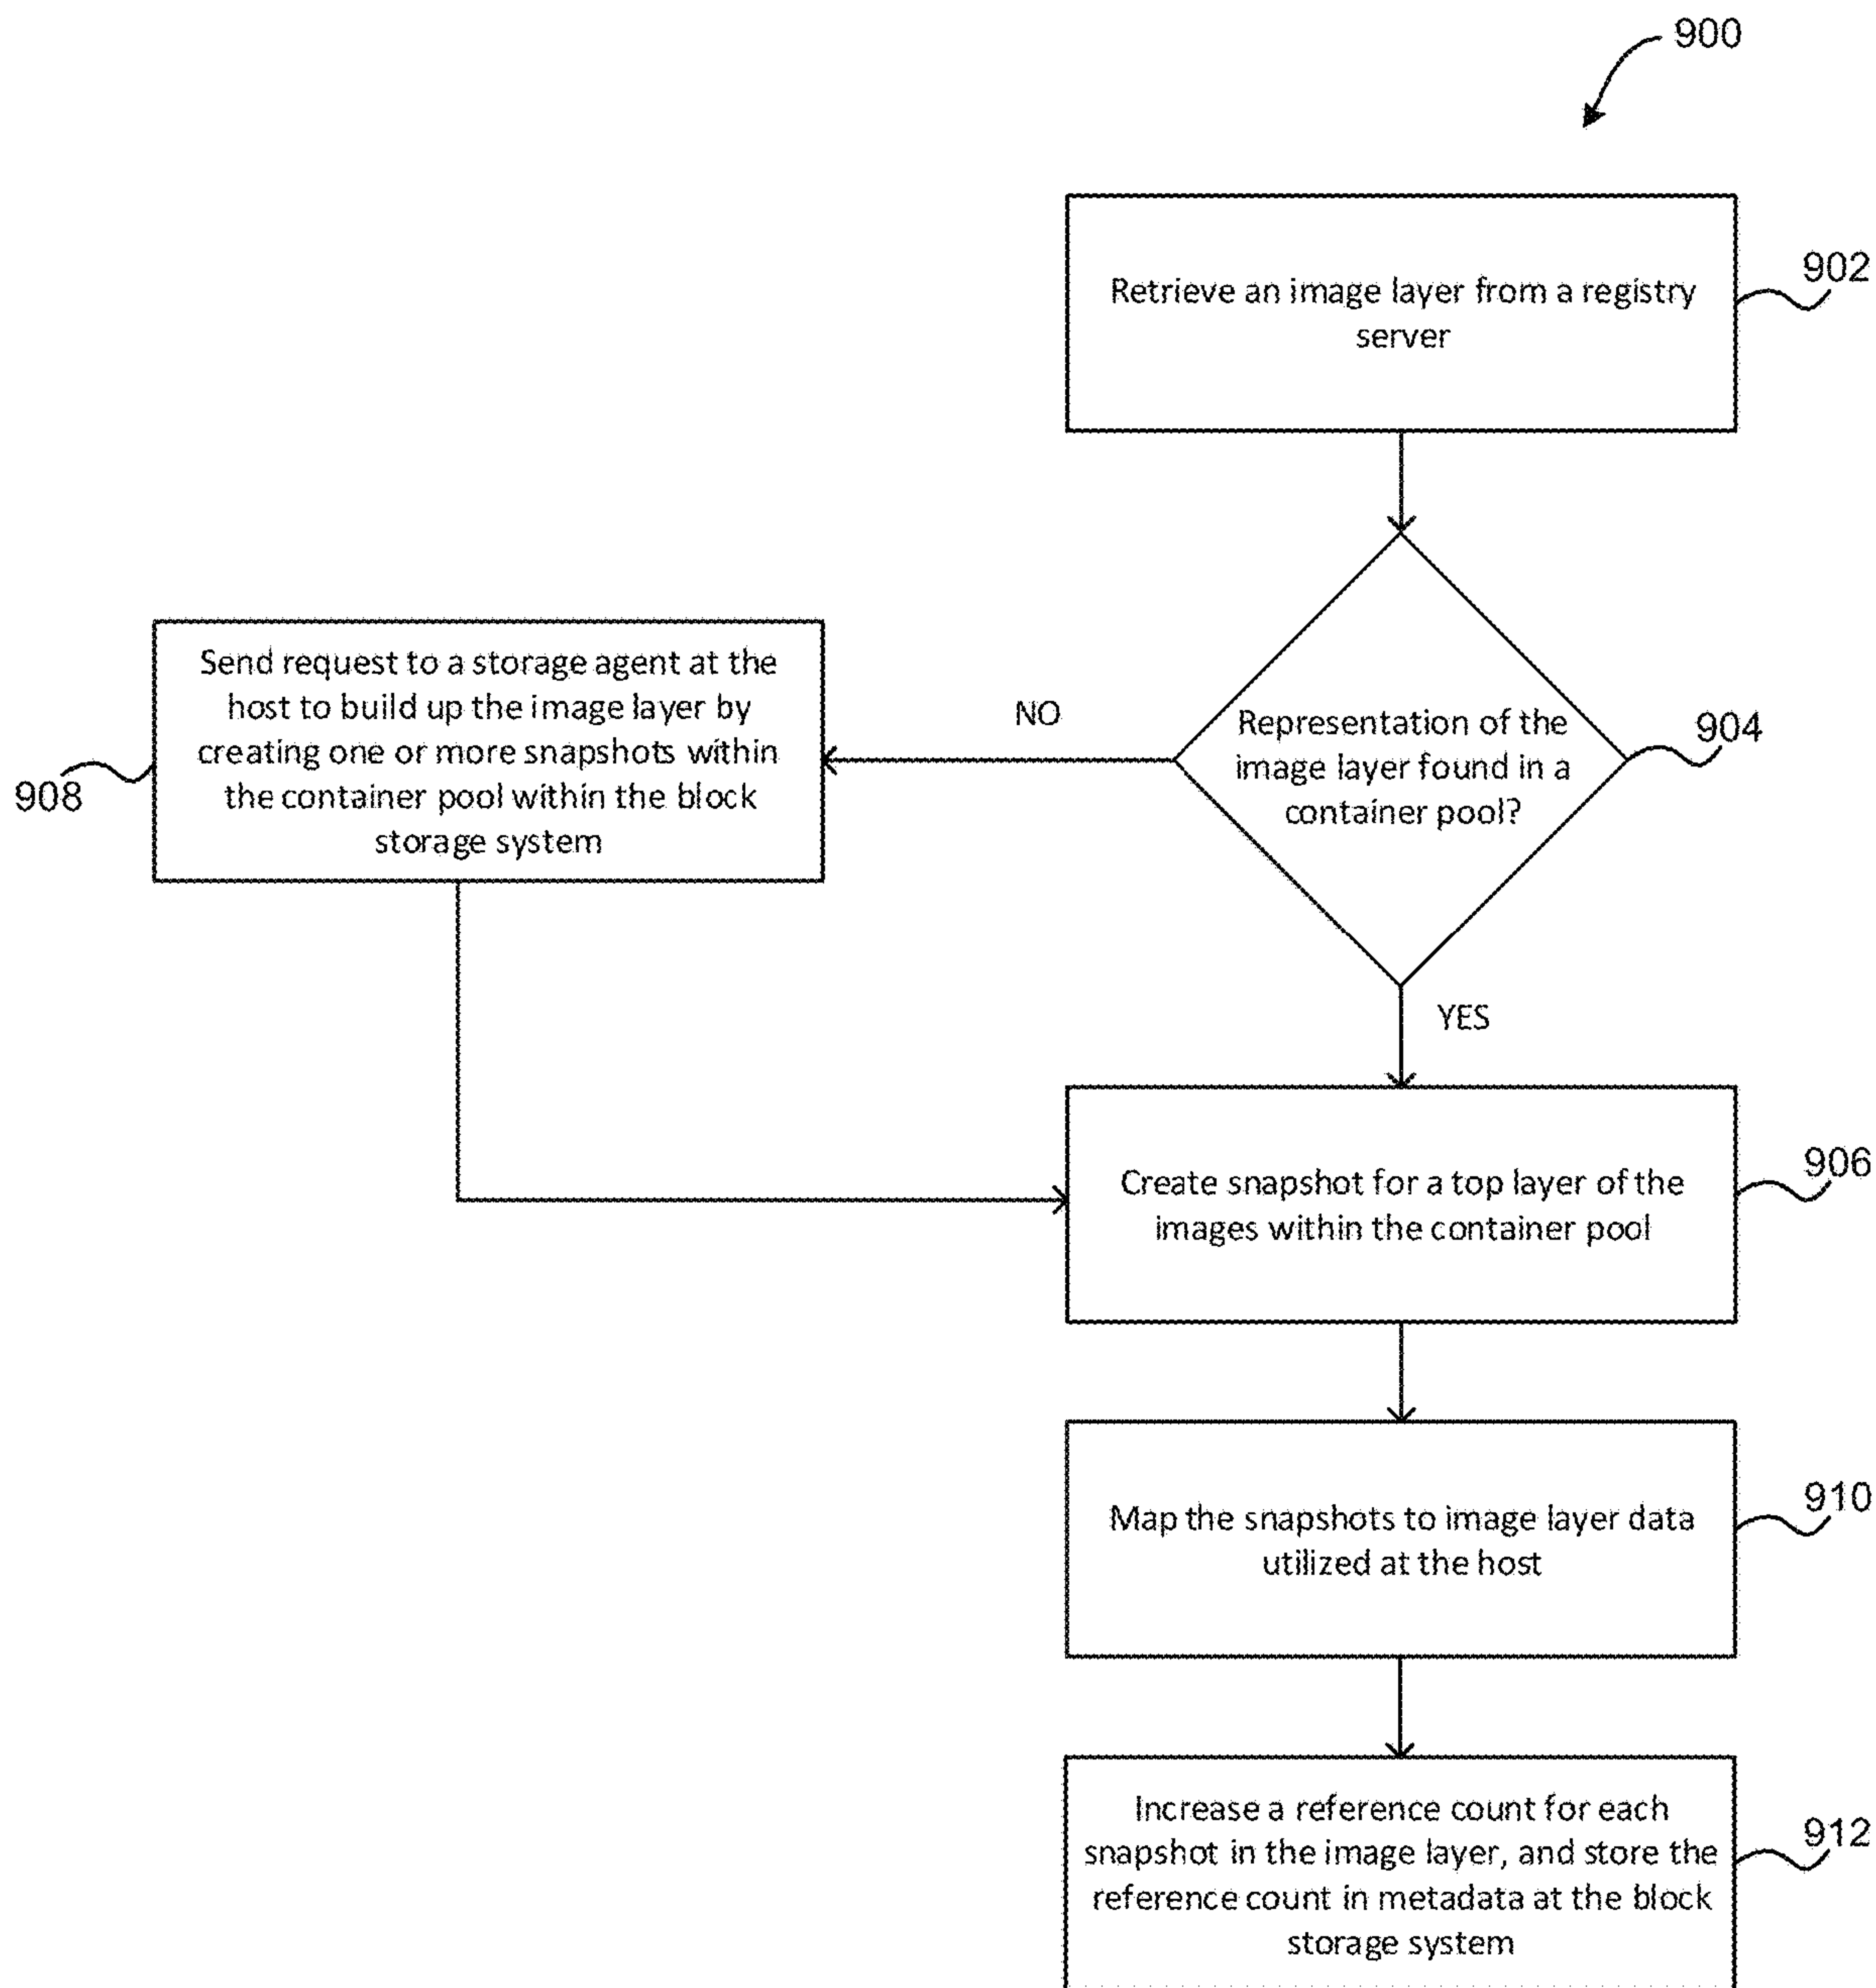 900
Retrieve an image layer from a registry
server
902
Representation of the
image layer found in a
container pool?
904
NO
Send request to a storage agent at the
host to build up the image layer by
creating one or more snapshots within
the container pool within the block
storage system
908
YES
Create snapshot for a top layer of the
images within the container pool
906
Map the snapshots to image layer data
utilized at the host
910
Increase a reference count for each
snapshot in the image layer, and store the
reference count in metadata at the block
storage system
912